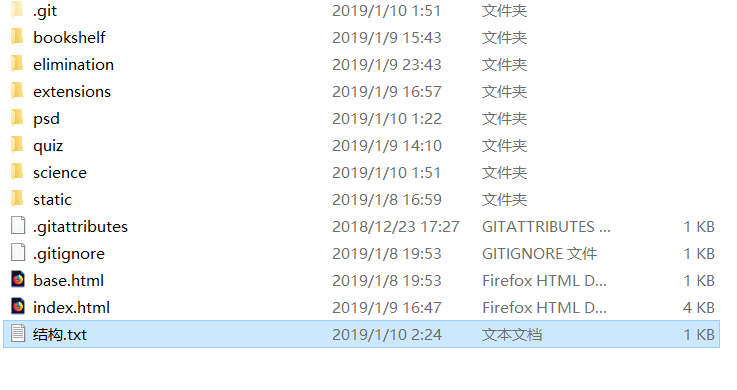 .git 2019/1/10 1:51 文件夹
bookshelf 2019/1/9 15:43 文件夹
elimination 2019/1/9 23:43 文件夹
extensions 2019/1/9 16:57 文件夹
psd 2019/1/10 1:22 文件夹
quiz 2019/1/9 14:10 文件夹
science 2019/1/10 1:51 文件夹
static 2019/1/8 16:59 文件夹
.gitattributes 2018/12/23 17:27 GITATTRIBUTES ... 1 KB
.gitignore 2019/1/8 19:53 GITIGNORE 文件 1 KB
base.html 2019/1/8 19:53 Firefox HTML D... 1 KB
index.html 2019/1/9 16:47 Firefox HTML D... 4 KB
结构.txt 2019/1/10 2:24 文本文档 1 KB